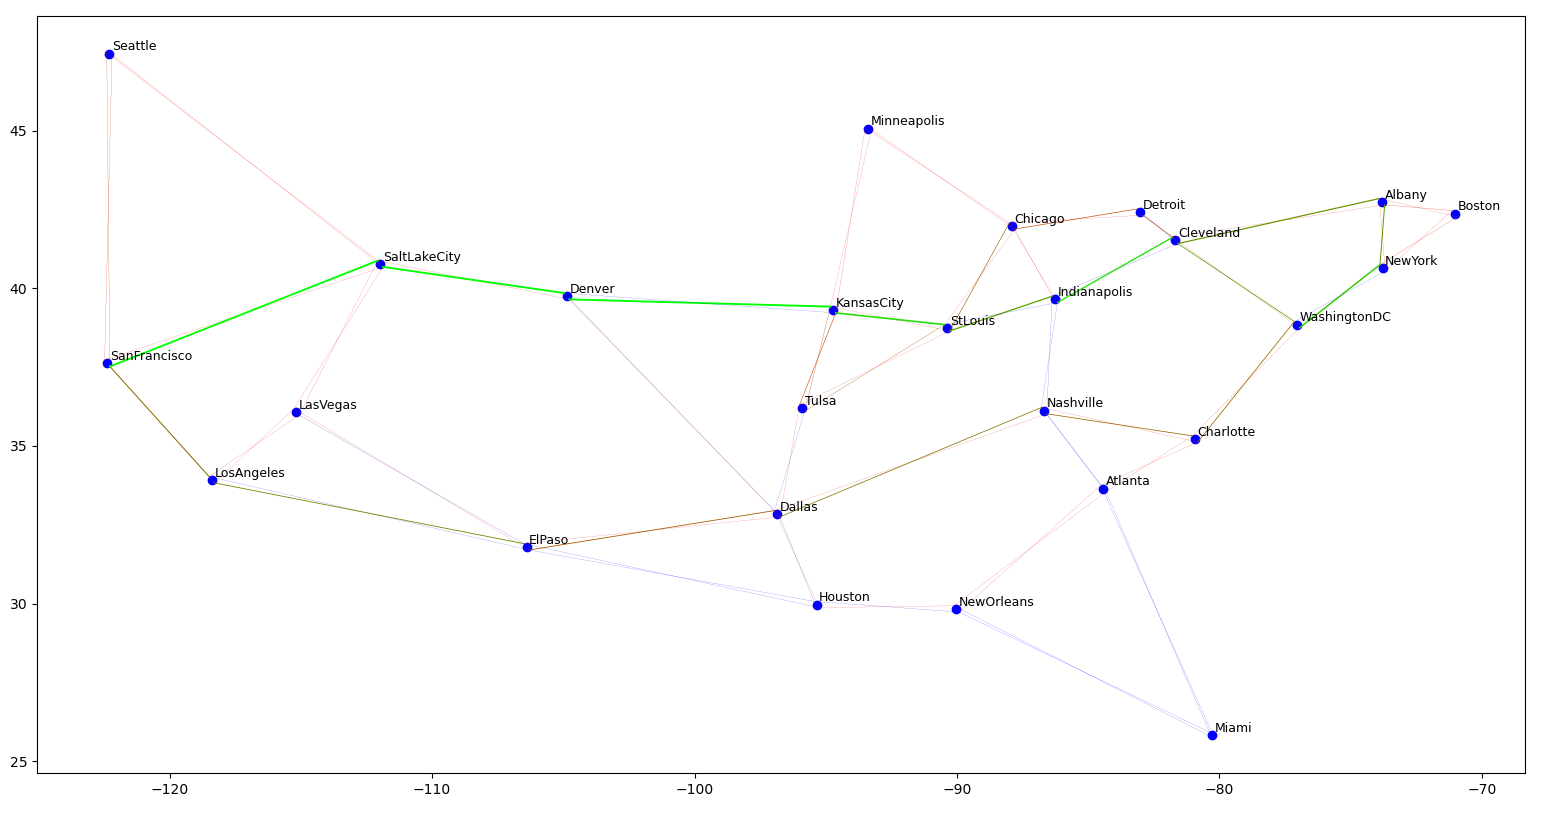 Seattle
45
Minneapolis
Albany
Boston
Detroit
Chicago
Cleveland
SaltLakeCity
NewYork
40
Denver
Indianapolis
KansasCity
WashingtonDC
StLouis
SanFrancisco
LasVegas
Tulsa
Nashville
35
Charlotte
LosAngeles
Atlanta
Dallas
ElPaso
30
Houston
NewOrleans
Miami
25
−120 −110 −100 −90 −80 −70